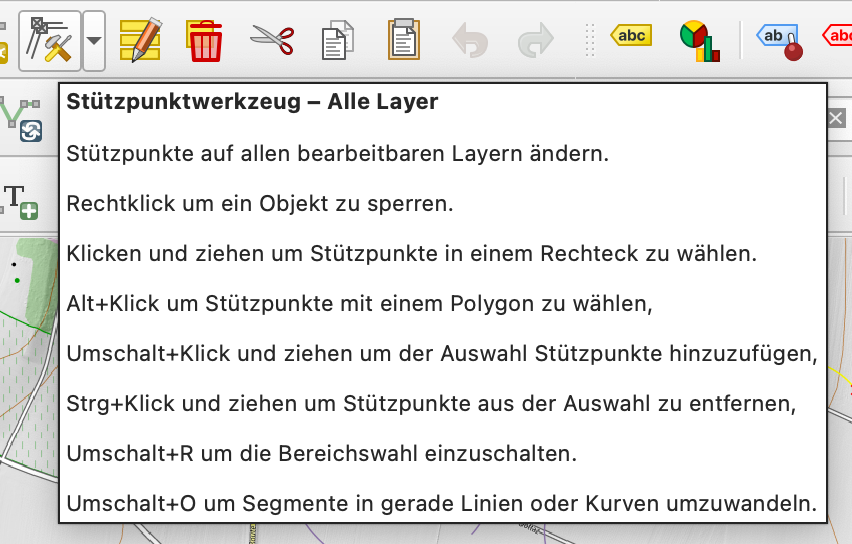 abc
ab
abc
T
Stützpunktwerkzeug – Alle Layer
Stützpunkte auf allen bearbeitbaren Layern ändern.
Rechtklick um ein Objekt zu sperren.
Klicken und ziehen um Stützpunkte in einem Rechteck zu wählen.
Alt+Klick um Stützpunkte mit einem Polygon zu wählen,
Umschalt+Klick und ziehen um der Auswahl Stützpunkte hinzuzufügen,
Strg+Klick und ziehen um Stützpunkte aus der Auswahl zu entfernen,
Umschalt+R um die Bereichswahl einzuschalten.
Umschalt+O um Segmente in gerade Linien oder Kurven umzuwandeln.